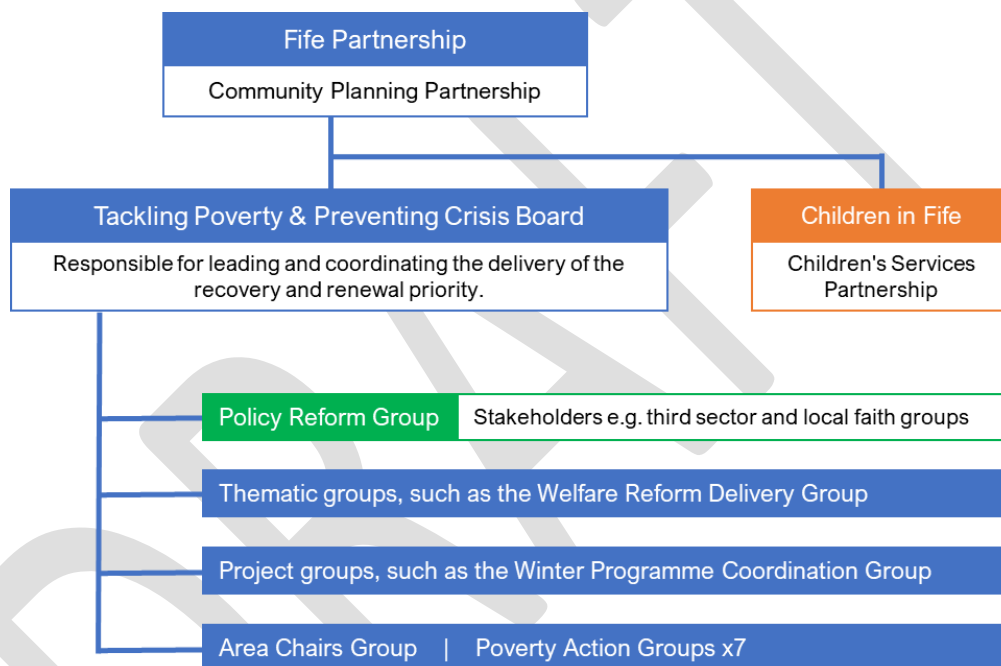 Fife Partnership
Community Planning Partnership
Tackling Poverty & Preventing Crisis Board
Responsible for leading and coordinating the delivery of the
recovery and renewal priority.
Children in Fife
Children's Services
Partnership
Policy Reform Group
Stakeholders e.g. third sector and local faith groups
Thematic groups, such as the Welfare Reform Delivery Group
Project groups, such as the Winter Programme Coordination Group
Area Chairs Group | Poverty Action Groups x7
DRAFT